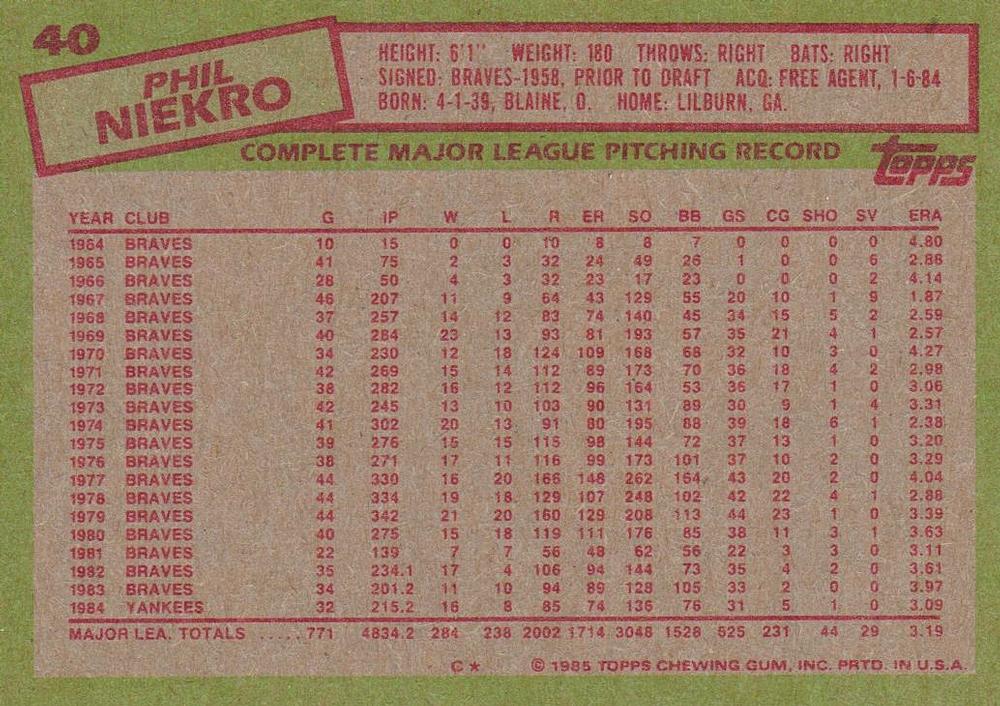 40
PHIL
NIEKRO
HEIGHT: 6'1" WEIGHT: 180 THROWS: RIGHT BATS: RIGHT
SIGNED: BRAVES-1958, PRIOR TO DRAFT ACQ: FREE AGENT, 1-6-84
BORN: 4-1-39, BLAINE, O. HOME: LILBURN, GA.
COMPLETE MAJOR LEAGUE PITCHING RECORD
Topps
YEAR CLUB G IP W L R ER SO BB GS CG SHO SV ERA
1964 BRAVES 10 15 0 0 10 8 8 7 0 0 0 0 4.80
1965 BRAVES 41 75 2 3 32 24 49 26 1 0 0 6 2.88
1966 BRAVES 28 50 4 3 32 23 17 23 0 0 0 2 4.14
1967 BRAVES 46 207 11 9 64 43 129 55 20 10 1 9 1.87
1968 BRAVES 37 257 14 12 83 74 140 45 34 15 5 2 2.59
1969 BRAVES 40 284 23 13 93 81 193 57 35 21 4 1 2.57
1970 BRAVES 34 230 12 18 124 109 168 68 32 10 3 0 4.27
1971 BRAVES 42 269 15 14 112 89 173 70 36 18 4 2 2.98
1972 BRAVES 38 282 16 12 112 96 164 53 36 17 1 0 3.06
1973 BRAVES 42 245 13 10 103 90 131 89 30 9 1 4 3.31
1974 BRAVES 41 302 20 13 91 80 195 88 39 18 6 1 2.38
1975 BRAVES 39 276 15 15 115 98 144 72 37 13 1 0 3.20
1976 BRAVES 38 271 17 11 116 99 173 101 37 10 2 0 3.29
1977 BRAVES 44 330 16 20 166 148 262 164 43 20 2 0 4.04
1978 BRAVES 44 334 19 18 129 107 248 102 42 22 4 1 2.88
1979 BRAVES 44 342 21 20 160 129 208 113 44 23 1 0 3.39
1980 BRAVES 40 275 15 18 119 111 176 85 38 11 3 1 3.63
1981 BRAVES 22 139 7 7 56 48 62 56 22 3 3 0 3.11
1982 BRAVES 35 234.1 17 4 106 94 144 73 35 4 2 0 3.61
1983 BRAVES 34 201.2 11 10 94 89 128 105 33 2 0 0 3.97
1984 YANKEES 32 215.2 16 8 85 74 136 76 31 5 1 0 3.09
MAJOR LEA. TOTALS ..... 771 4834.2 284 238 2002 1714 3048 1528 625 231 44 29 3.19
C ★ © 1985 TOPPS CHEWING GUM, INC. PRTD. IN U.S.A.